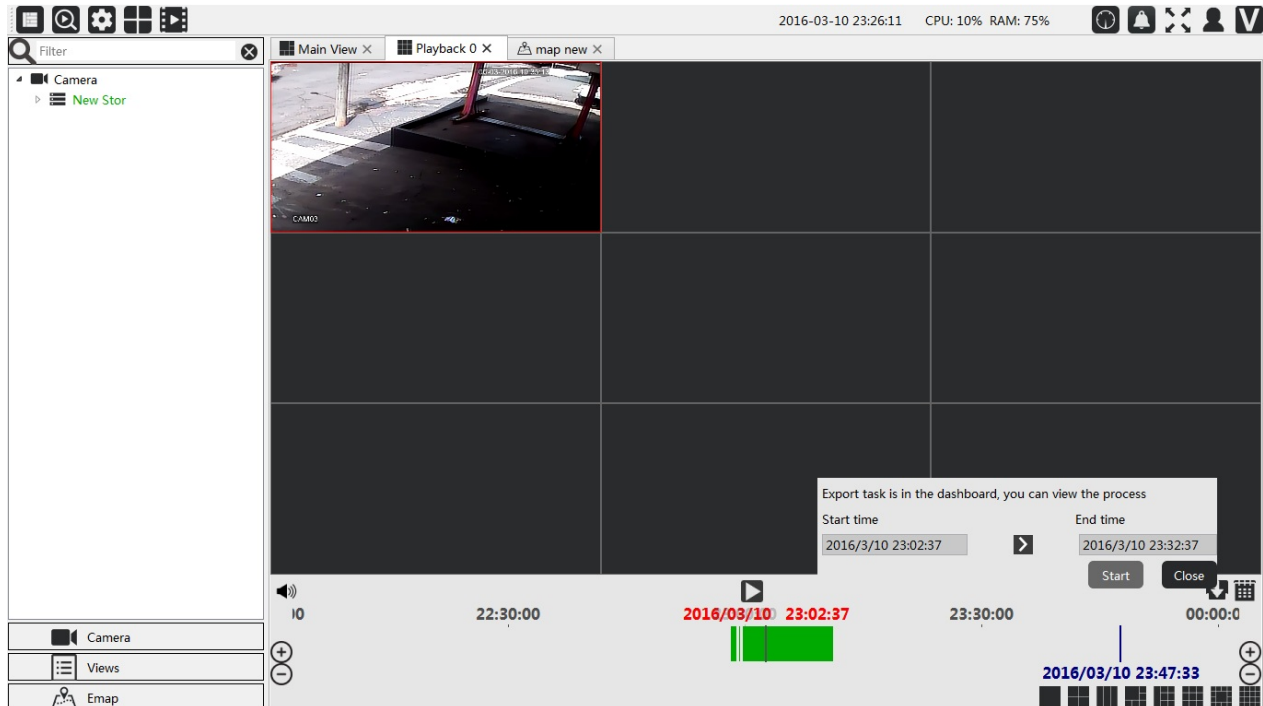 2016-03-10 23:26:11 CPU: 10% RAM: 75%
Filter
Main View
Playback 0
map new
Camera
New Stor
CAM03
Export task is in the dashboard, you can view the process
Start time End time
2016/3/10 23:02:37 2016/3/10 23:32:37
Start Close
22:30:00 2016/03/10 23:02:37 23:30:00 00:00:0
2016/03/10 23:47:33
Camera
Views
Emap